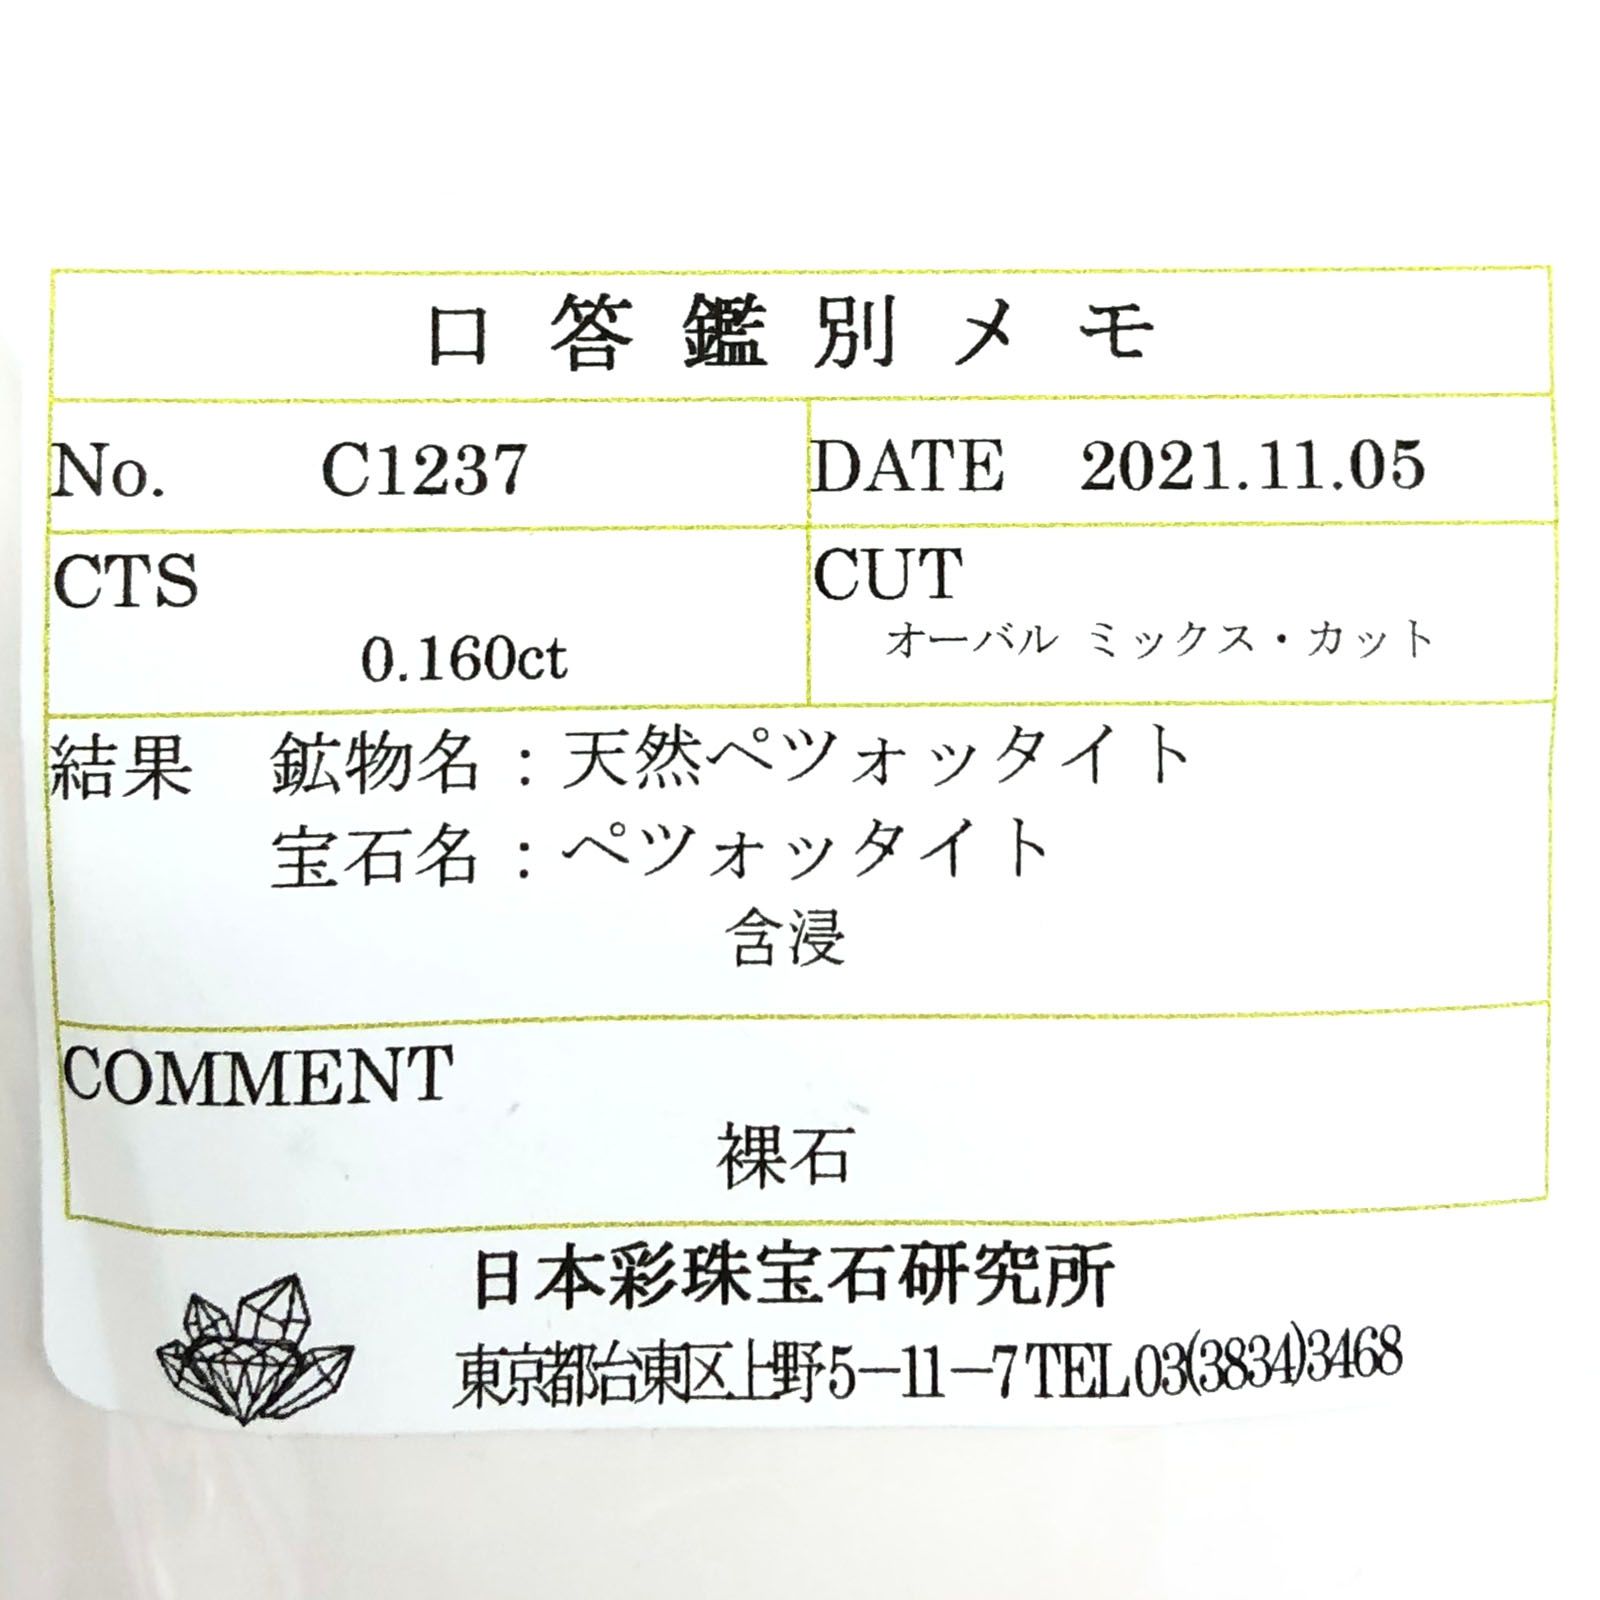 口答鑑別メモ
No. C1237 DATE 2021.11.05
CTS CUT
0.160ct オーバル ミックス・カット
結果 鉱物名：天然ペツォッタイト
宝石名：ペツォッタイト
含浸
COMMENT
裸石
日本彩珠宝石研究所
東京都台東区上野5-11-7 TEL 03(3834)3468